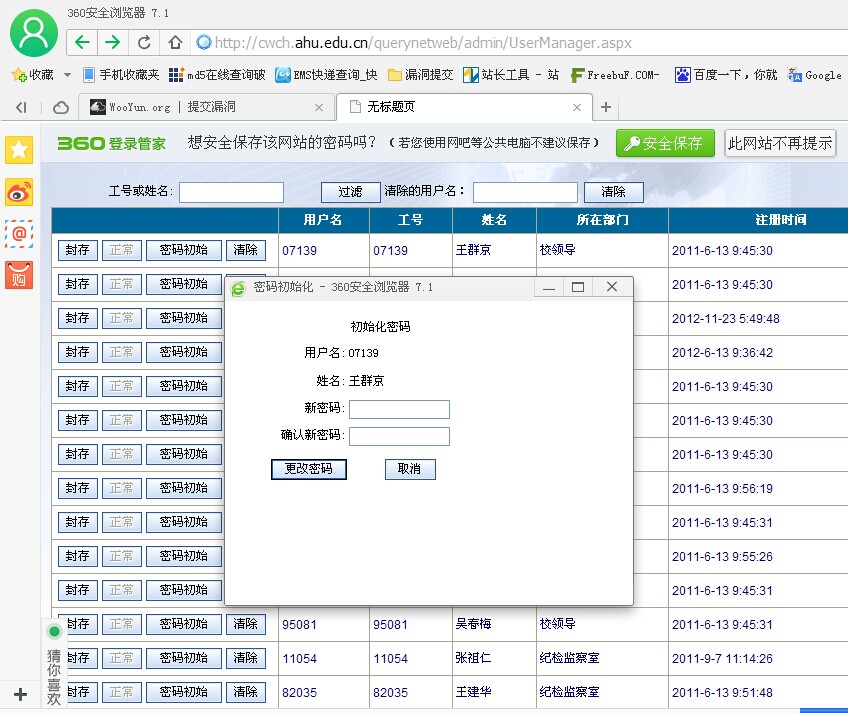 360安全浏览器 7.1
http://cwch.ahu.edu.cn/querynetweb/admin/UserManager.aspx
收藏 手机收藏夹 md5在线查询破 EMS快递查询_快 漏洞提交 站长工具 - 站 FreebuF.COM- 百度一下，你就 Google
WooYun.org | 提交漏洞 × 无标题页 × +
360登录管家 想安全保存该网站的密码吗？（若您使用网吧等公共电脑不建议保存） 安全保存 此网站不再提示
工号或姓名: 过滤 清除的用户名： 清除
用户名 工号 姓名 所在部门 注册时间
封存 正常 密码初始 清除 07139 07139 王群京 校领导 2011-6-13 9:45:30
封存 正常 密码初始 2011-6-13 9:45:30
封存 正常 密码初始 2012-11-23 5:49:48
封存 正常 密码初始 2012-6-13 9:36:42
封存 正常 密码初始 2011-6-13 9:45:30
封存 正常 密码初始 2011-6-13 9:45:30
封存 正常 密码初始 2011-6-13 9:45:30
封存 正常 密码初始 2011-6-13 9:56:19
封存 正常 密码初始 2011-6-13 9:45:31
封存 正常 密码初始 2011-6-13 9:55:26
封存 正常 密码初始 2011-6-13 9:45:31
封存 正常 密码初始 清除 95081 95081 吴春梅 校领导 2011-6-13 9:45:31
封存 正常 密码初始 清除 11054 11054 张祖仁 纪检监察室 2011-9-7 11:14:26
封存 正常 密码初始 清除 82035 82035 王建华 纪检监察室 2011-6-13 9:51:48
密码初始化 - 360安全浏览器 7.1
初始化密码
用户名: 07139
姓名: 王群京
新密码:
确认新密码:
更改密码 取消
@
购
猜你喜欢
+